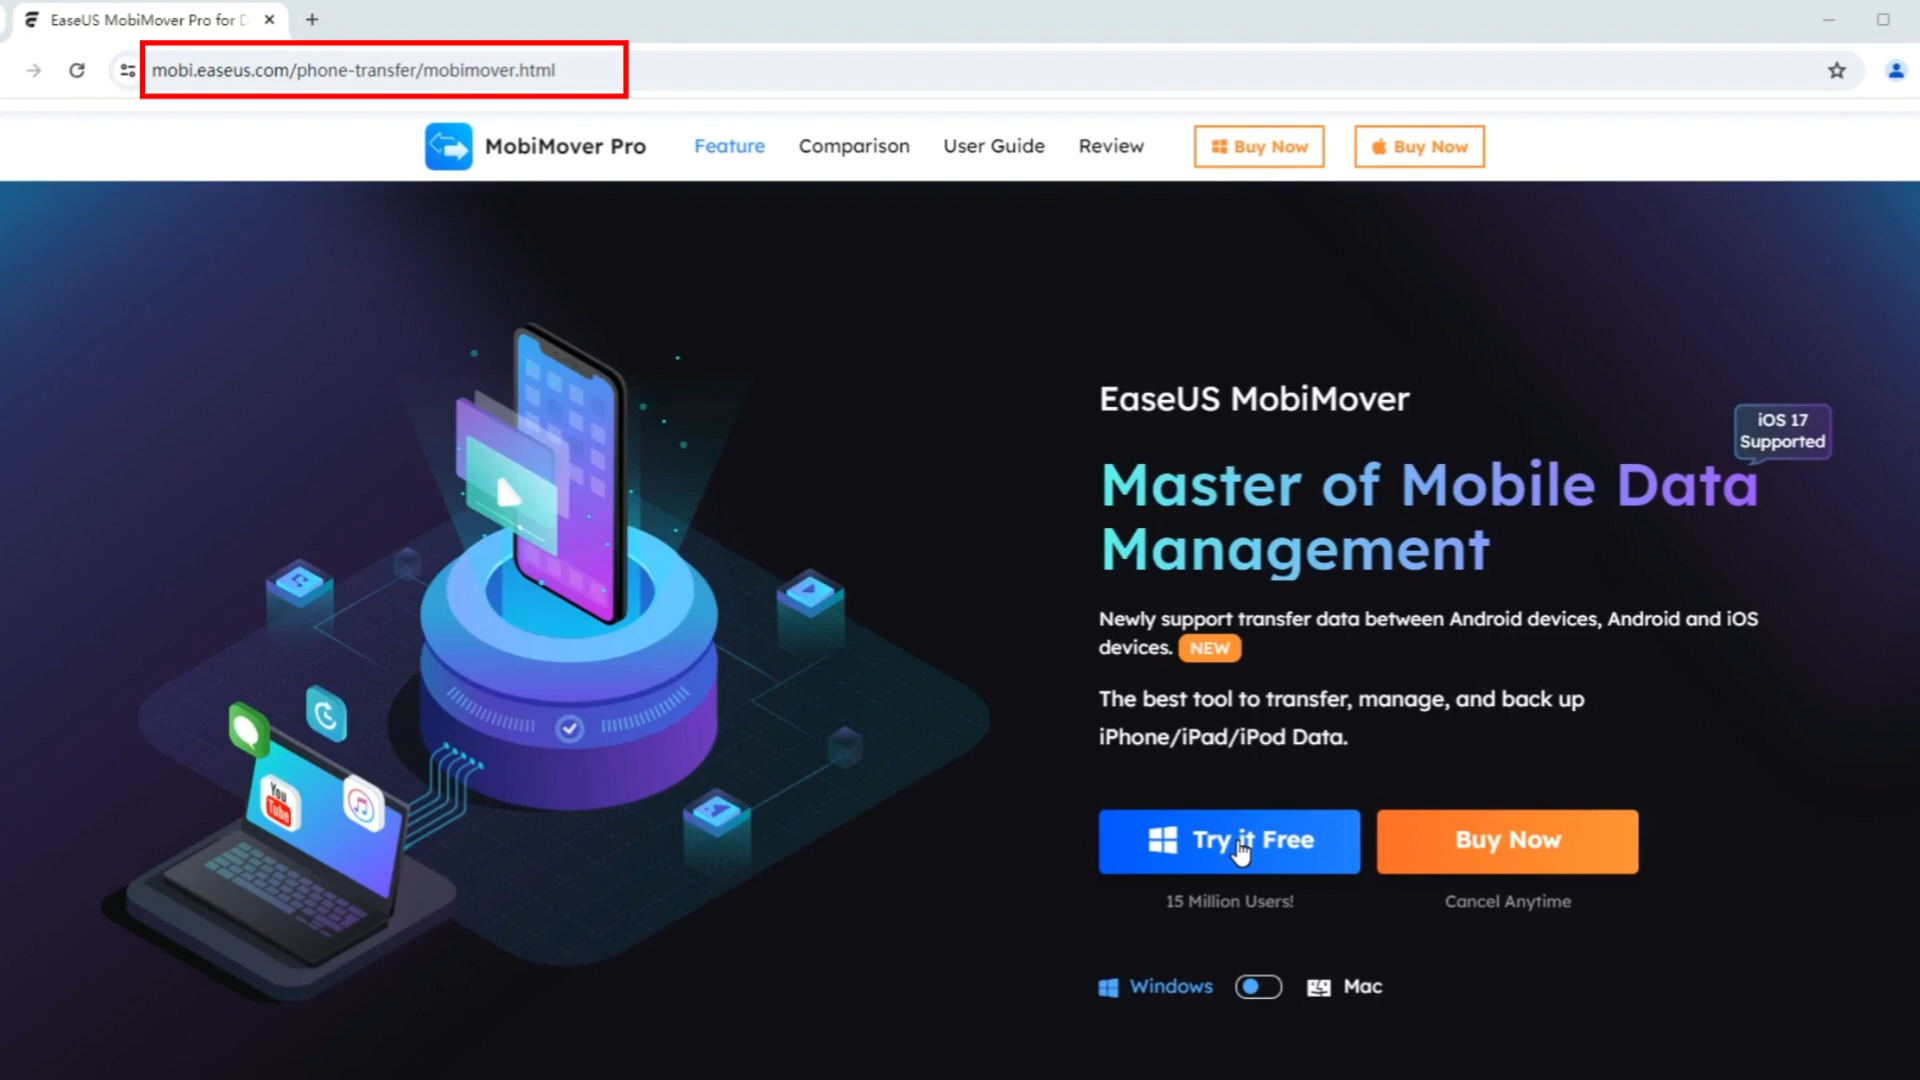 EaseUS MobiMover Pro for D
mobi.easeus.com/phone-transfer/mobimover.html
MobiMover Pro
Feature
Comparison
User Guide
Review
Buy Now
Buy Now
EaseUS MobiMover
iOS 17
Supported
Master of Mobile Data
Management
Newly support transfer data between Android devices, Android and iOS
devices. NEW
The best tool to transfer, manage, and back up
iPhone/iPad/iPod Data.
You
Tube
Try it Free
Buy Now
15 Million Users!
Cancel Anytime
Windows
Mac